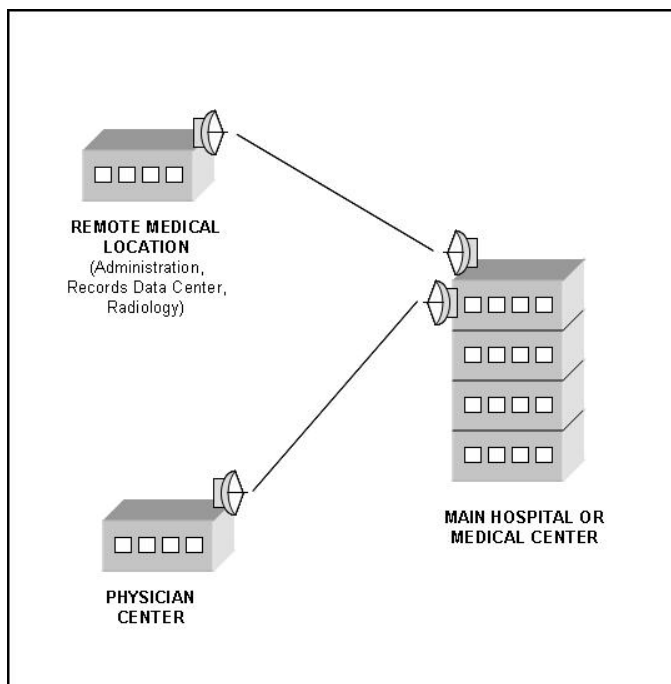 REMOTE MEDICAL
LOCATION
(Administration,
Records Data Center,
Radiology)
MAIN HOSPITAL OR
MEDICAL CENTER
PHYSICIAN
CENTER